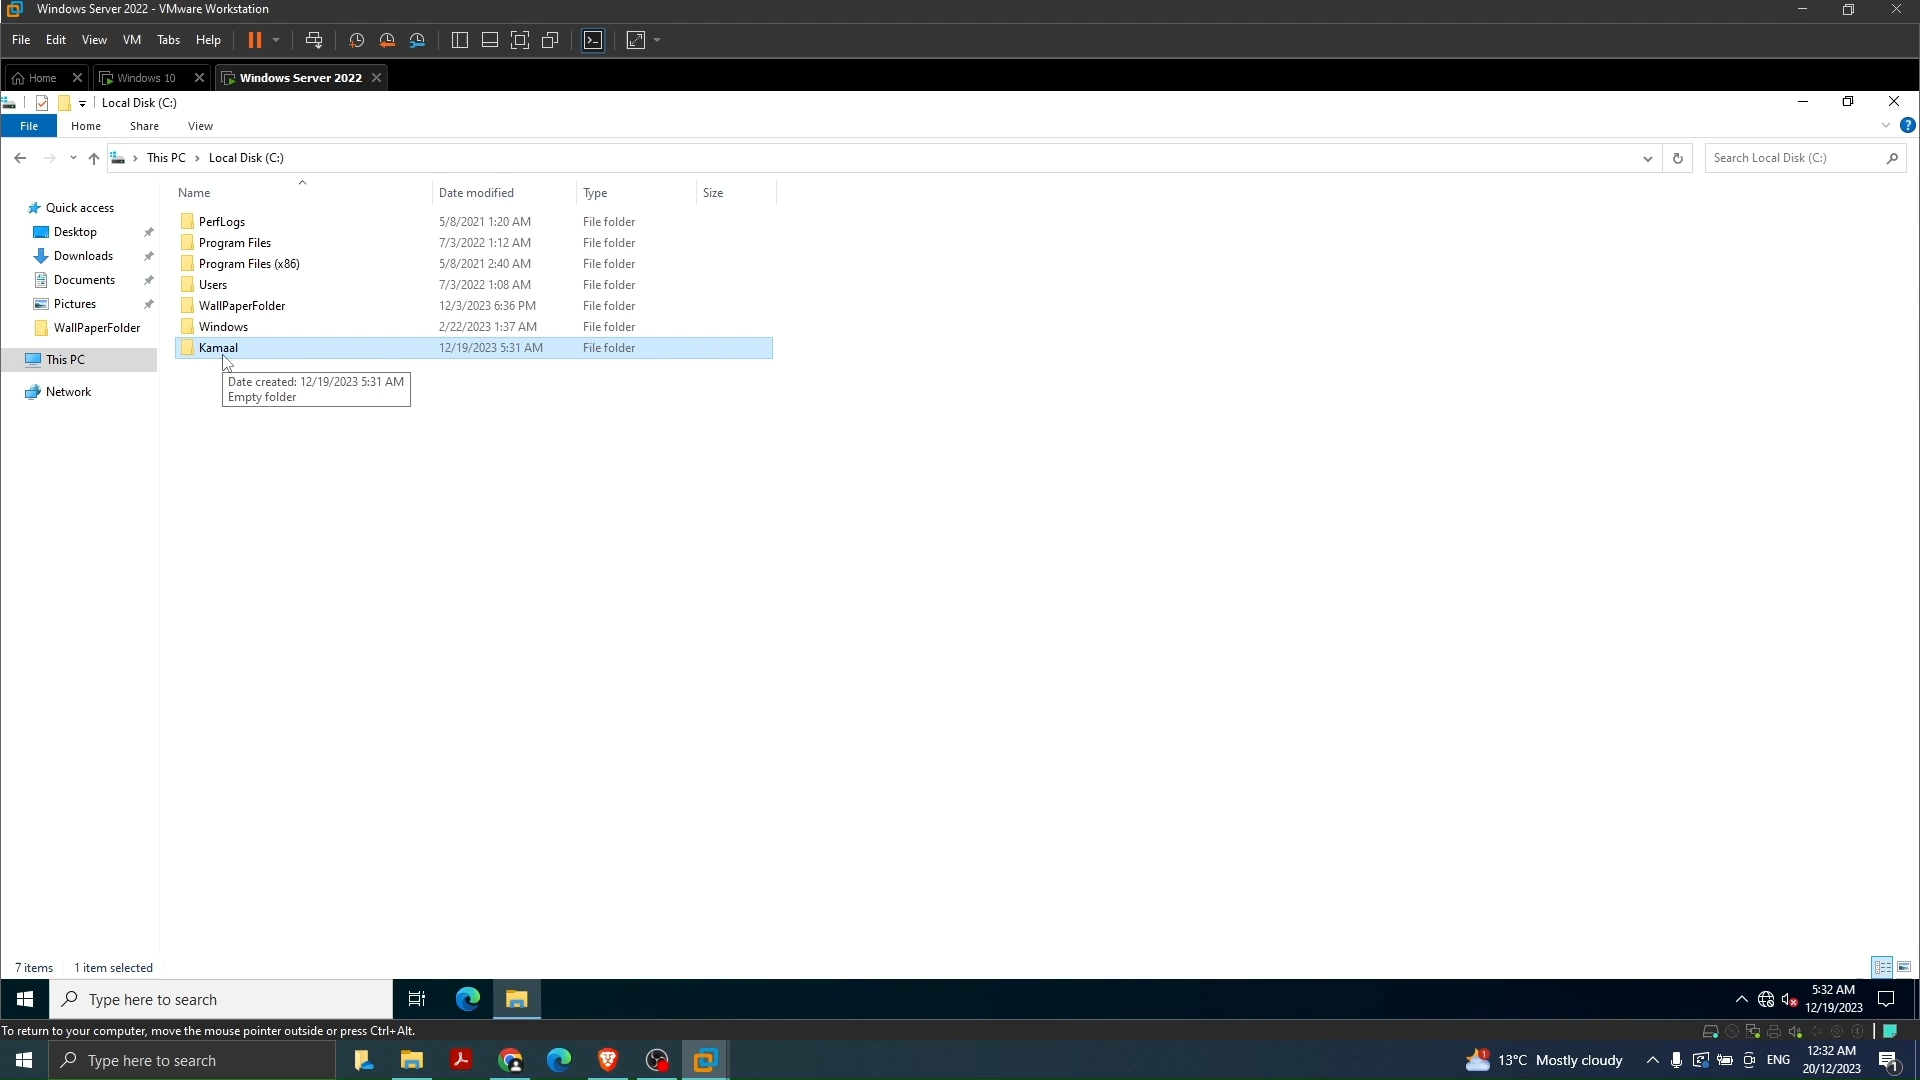 Windows Server 2022 - VMware Workstation
File Edit View VM Tabs Help
Home Windows 10 Windows Server 2022
Local Disk (C:)
File Home Share View
This PC Local Disk (C:) Search Local Disk (C:)
Name Date modified Type Size
Quick access
Desktop
Downloads
Documents
Pictures
WallPaperFolder
This PC
Network
PerfLogs 5/8/2021 1:20 AM File folder
Program Files 7/3/2022 1:12 AM File folder
Program Files (x86) 5/8/2021 2:40 AM File folder
Users 7/3/2022 1:08 AM File folder
WallPaperFolder 12/3/2023 6:36 PM File folder
Windows 2/22/2023 1:37 AM File folder
Kamaal 12/19/2023 5:31 AM File folder
Date created: 12/19/2023 5:31 AM
Empty folder
7 items 1 item selected
Type here to search
5:32 AM
12/19/2023
To return to your computer, move the mouse pointer outside or press Ctrl+Alt.
Type here to search
1
13°C Mostly cloudy
ENG
12:32 AM
20/12/2023
1